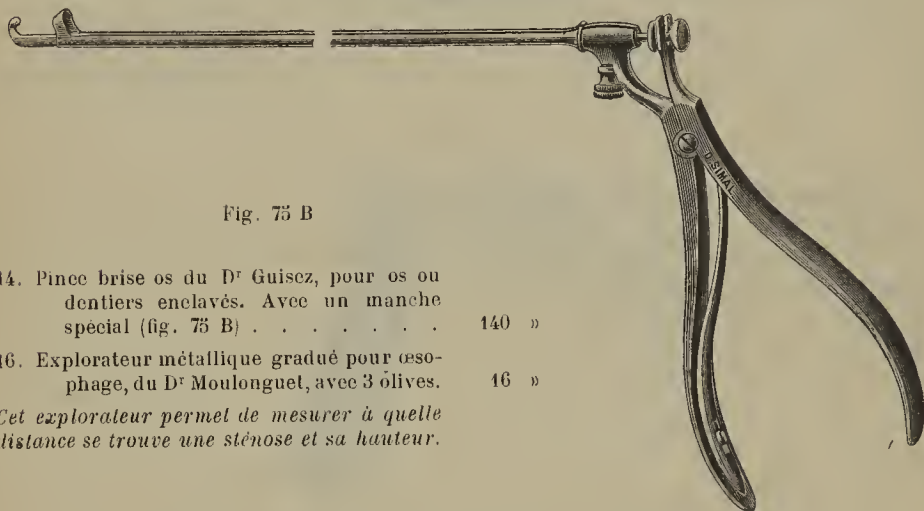 D. SIMAL
Fig. 75 B
14. Pince brise os du Dʳ Guisez, pour os ou
dentiers enclavés. Avec un manche
spécial (fig. 75 B) . . . . . . . 140 »
16. Explorateur métallique gradué pour œso-
phage, du Dʳ Moulonguet, avec 3 olives. 16 »
Cet explorateur permet de mesurer à quelle
distance se trouve une sténose et sa hauteur.